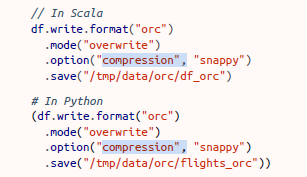 // In Scala
df.write.format("orc")
.mode("overwrite")
.option("compression", "snappy")
.save("/tmp/data/orc/df_orc")
# In Python
(df.write.format("orc")
.mode("overwrite")
.option("compression", "snappy")
.save("/tmp/data/orc/flights_orc"))